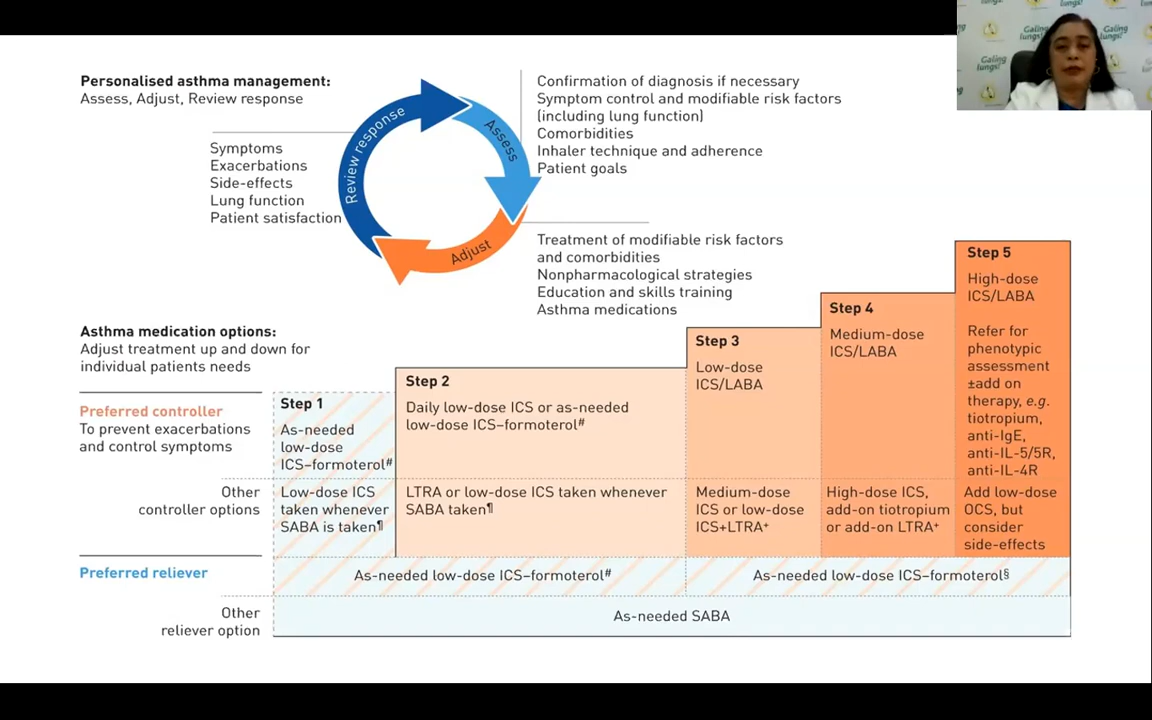 Galing
lungs!
Galing
lungs!
Galing
lungs!
Personalised asthma management:
Assess, Adjust, Review response
Symptoms
Exacerbations
Side-effects
Lung function
Patient satisfaction
Review response
Assess
Adjust
Confirmation of diagnosis if necessary
Symptom control and modifiable risk factors
(including lung function)
Comorbidities
Inhaler technique and adherence
Patient goals
Treatment of modifiable risk factors
and comorbidities
Nonpharmacological strategies
Education and skills training
Asthma medications
Asthma medication options:
Adjust treatment up and down for
individual patients needs
Preferred controller
To prevent exacerbations
and control symptoms
Step 1
As-needed
low-dose
ICS–formoterol#
Step 2
Daily low-dose ICS or as-needed
low-dose ICS–formoterol#
Step 3
Low-dose
ICS/LABA
Step 4
Medium-dose
ICS/LABA
Step 5
High-dose
ICS/LABA
Refer for
phenotypic
assessment
±add on
therapy, e.g.
tiotropium,
anti-IgE,
anti-IL-5/5R,
anti-IL-4R
Other
controller options
Low-dose ICS
taken whenever
SABA is taken¶
LTRA or low-dose ICS taken whenever
SABA taken¶
Medium-dose
ICS or low-dose
ICS+LTRA+
High-dose ICS,
add-on tiotropium
or add-on LTRA+
Add low-dose
OCS, but
consider
side-effects
Preferred reliever
As-needed low-dose ICS–formoterol#
As-needed low-dose ICS–formoterol§
Other
reliever option
As-needed SABA